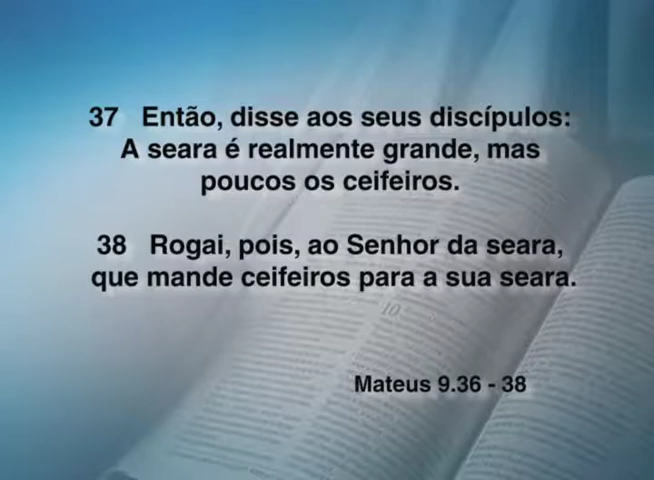 37 Então, disse aos seus discípulos:
A seara é realmente grande, mas
poucos os ceifeiros.
38 Rogai, pois, ao Senhor da seara,
que mande ceifeiros para a sua seara.
10
Mateus 9.36 - 38